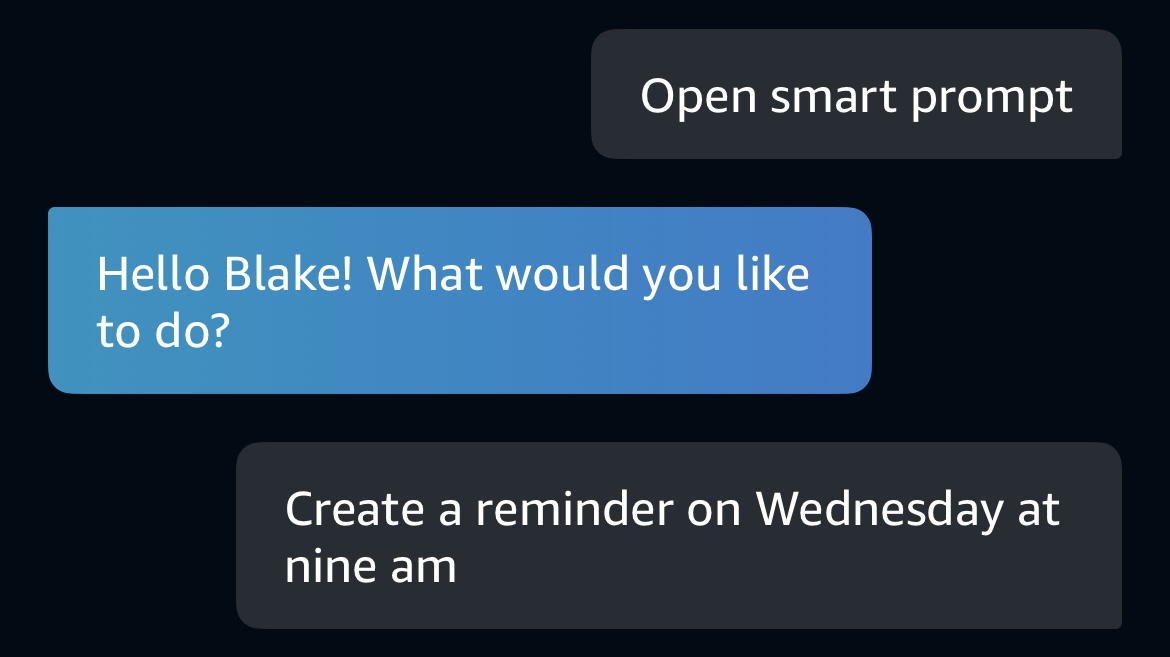 Open smart prompt
Hello Blake! What would you like
to do?
Create a reminder on Wednesday at
nine am